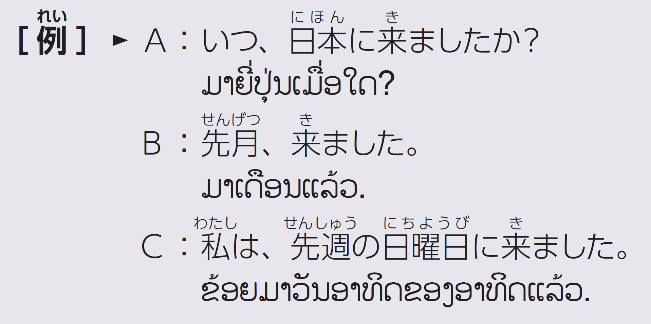 れい
[例] ► A：いつ、日本に来ましたか？
にほん き
ມາຍີ່ປຸ່ນເມື່ອໃດ?
せんげつ き
B：先月、来ました。
ມາເດືອນແລ້ວ.
わたし せんしゅう にちようび き
C：私は、先週の日曜日に来ました。
ຂ້ອຍມາວັນອາທິດຂອງອາທິດແລ້ວ.